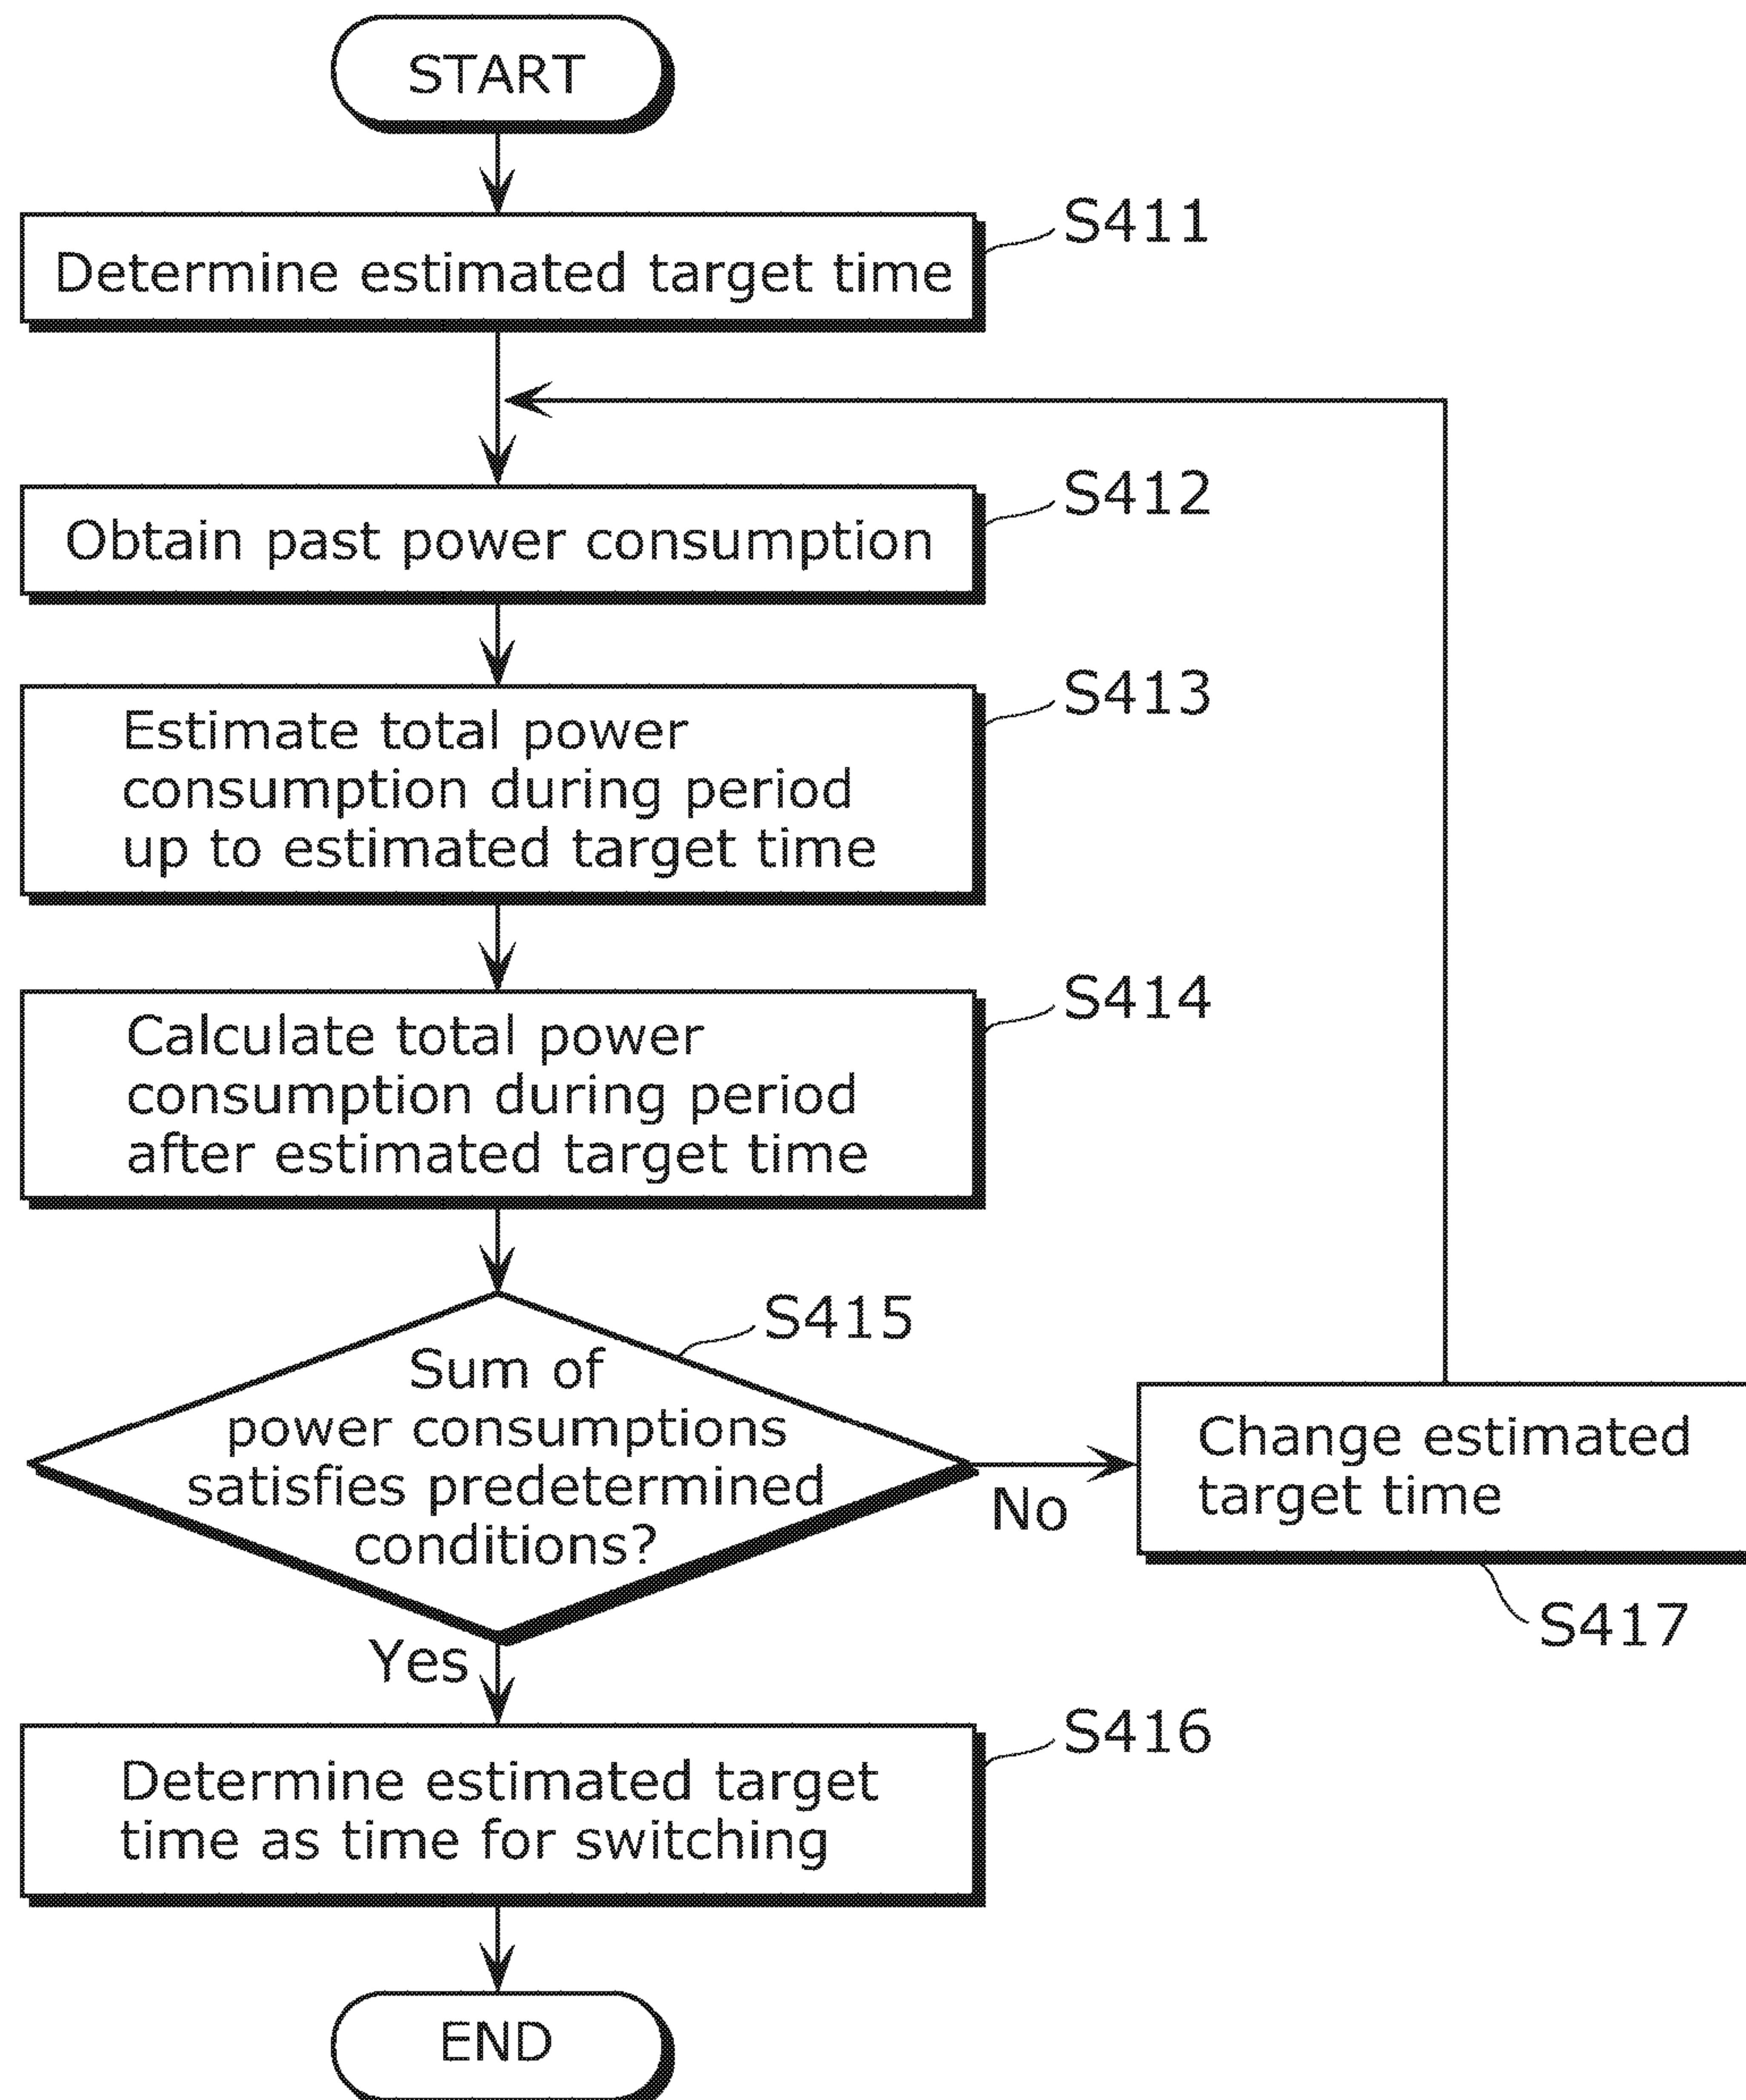 START
S411
Determine estimated target time
S412
Obtain past power consumption
S413
Estimate total power
consumption during period
up to estimated target time
S414
Calculate total power
consumption during period
after estimated target time
S415
Sum of
power consumptions
satisfies predetermined
conditions?
No
Change estimated
target time
S417
Yes
S416
Determine estimated target
time as time for switching
END